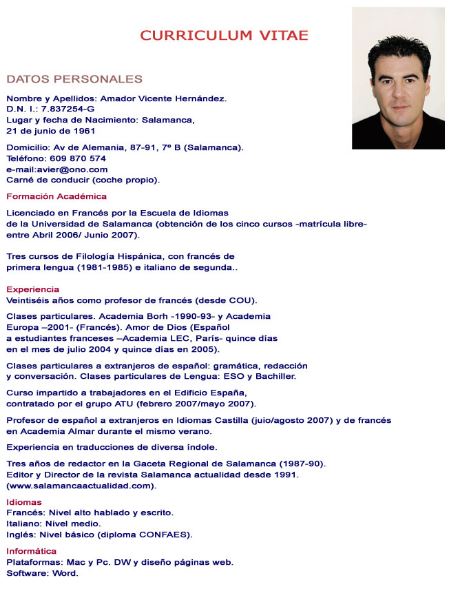 CURRICULUM VITAE
DATOS PERSONALES
Nombre y Apellidos: Amador Vicente Hernández.
D.N. I.: 7.837254-G
Lugar y fecha de Nacimiento: Salamanca,
21 de junio de 1961
Domicilio: Av de Alemania, 87-91, 7º B (Salamanca).
Teléfono: 609 870 574
e-mail:avier@ono.com
Carné de conducir (coche propio).
Formación Académica
Licenciado en Francés por la Escuela de Idiomas
de la Universidad de Salamanca (obtención de los cinco cursos -matrícula libre-
entre Abril 2006/ Junio 2007).
Tres cursos de Filología Hispánica, con francés de
primera lengua (1981-1985) e italiano de segunda..
Experiencia
Veintiséis años como profesor de francés (desde COU).
Clases particulares. Academia Borh -1990-93- y Academia
Europa –2001- (Francés). Amor de Dios (Español
a estudiantes franceses –Academia LEC, París- quince días
en el mes de julio 2004 y quince días en 2005).
Clases particulares a extranjeros de español: gramática, redacción
y conversación. Clases particulares de Lengua: ESO y Bachiller.
Curso impartido a trabajadores en el Edificio España,
contratado por el grupo ATU (febrero 2007/mayo 2007).
Profesor de español a extranjeros en Idiomas Castilla (juio/agosto 2007) y de francés
en Academia Almar durante el mismo verano.
Experiencia en traducciones de diversa índole.
Tres años de redactor en la Gaceta Regional de Salamanca (1987-90).
Editor y Director de la revista Salamanca actualidad desde 1991.
(www.salamancaactualidad.com).
Idiomas
Francés: Nivel alto hablado y escrito.
Italiano: Nivel medio.
Inglés: Nivel básico (diploma CONFAES).
Informática
Plataformas: Mac y Pc. DW y diseño páginas web.
Software: Word.